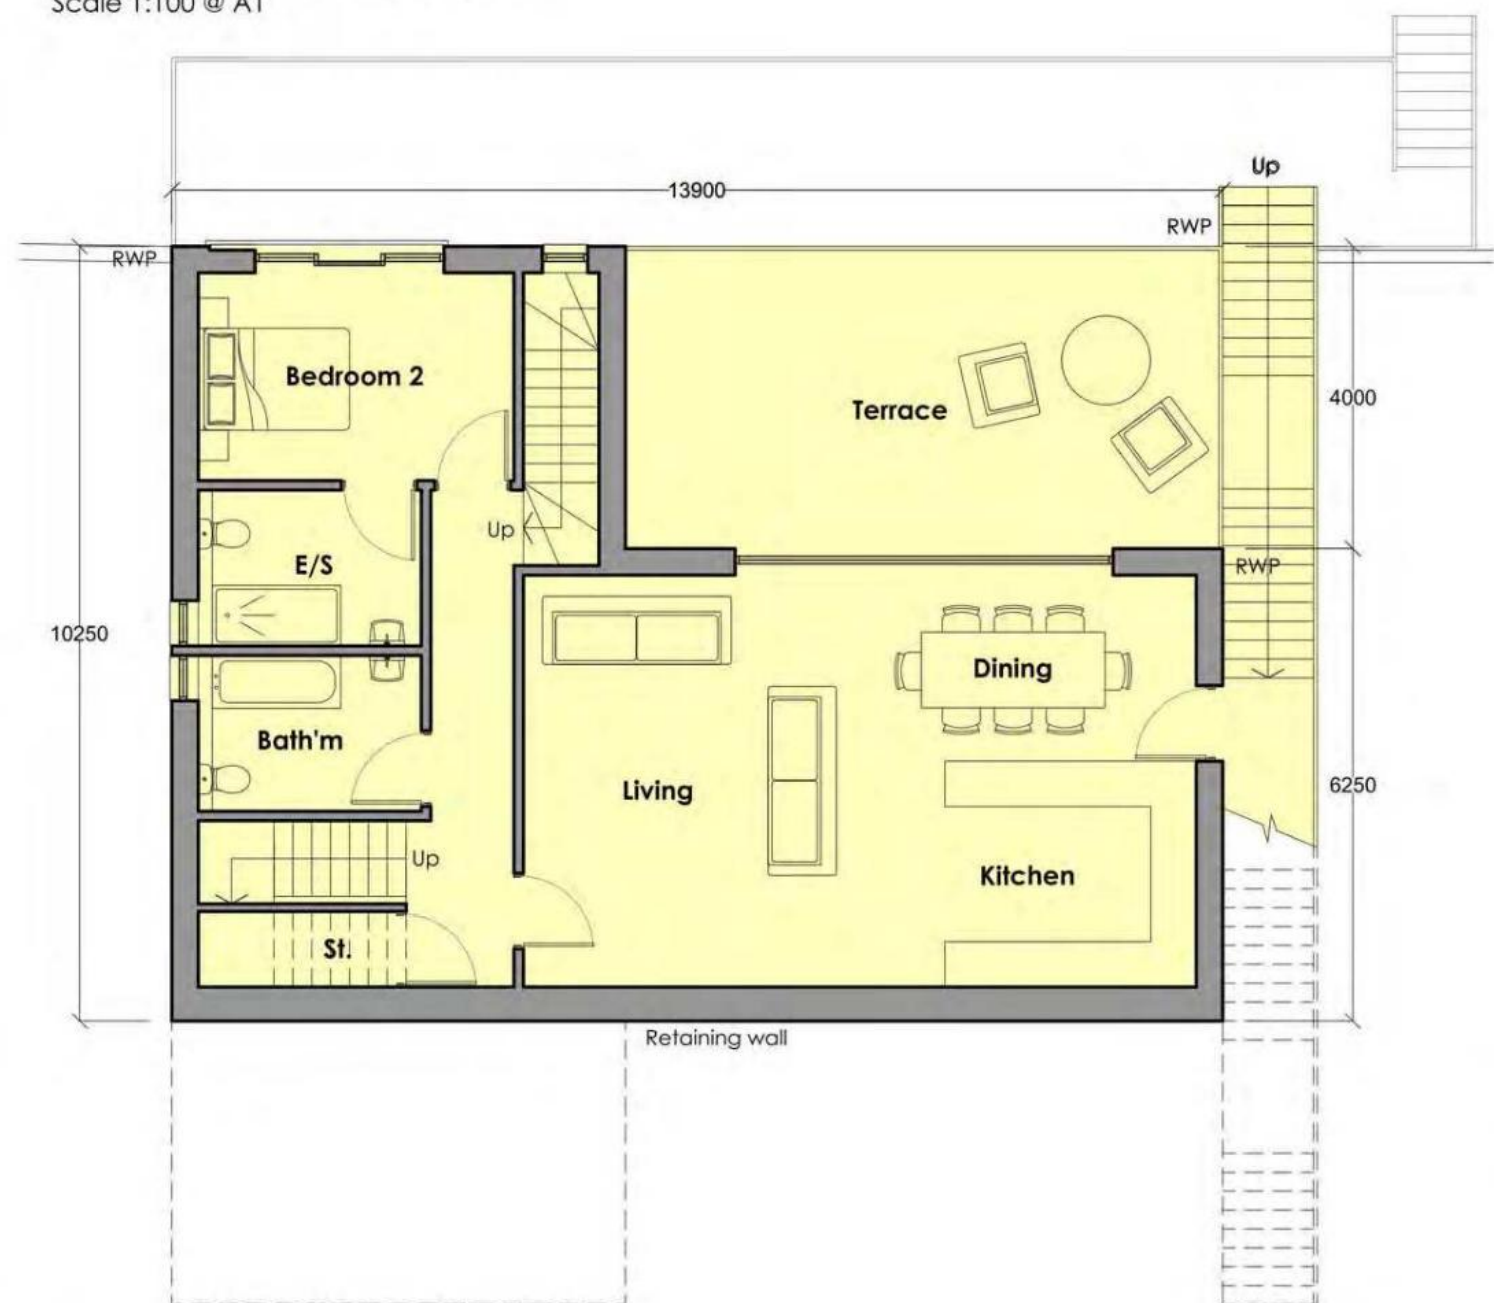 Scale 1:100 @ A1
Up
13900
RWP
RWP
Bedroom 2
4000
Terrace
Up
E/S
RWP
10250
Dining
Bath'm
6250
Living
Up
Kitchen
St.
Retaining wall